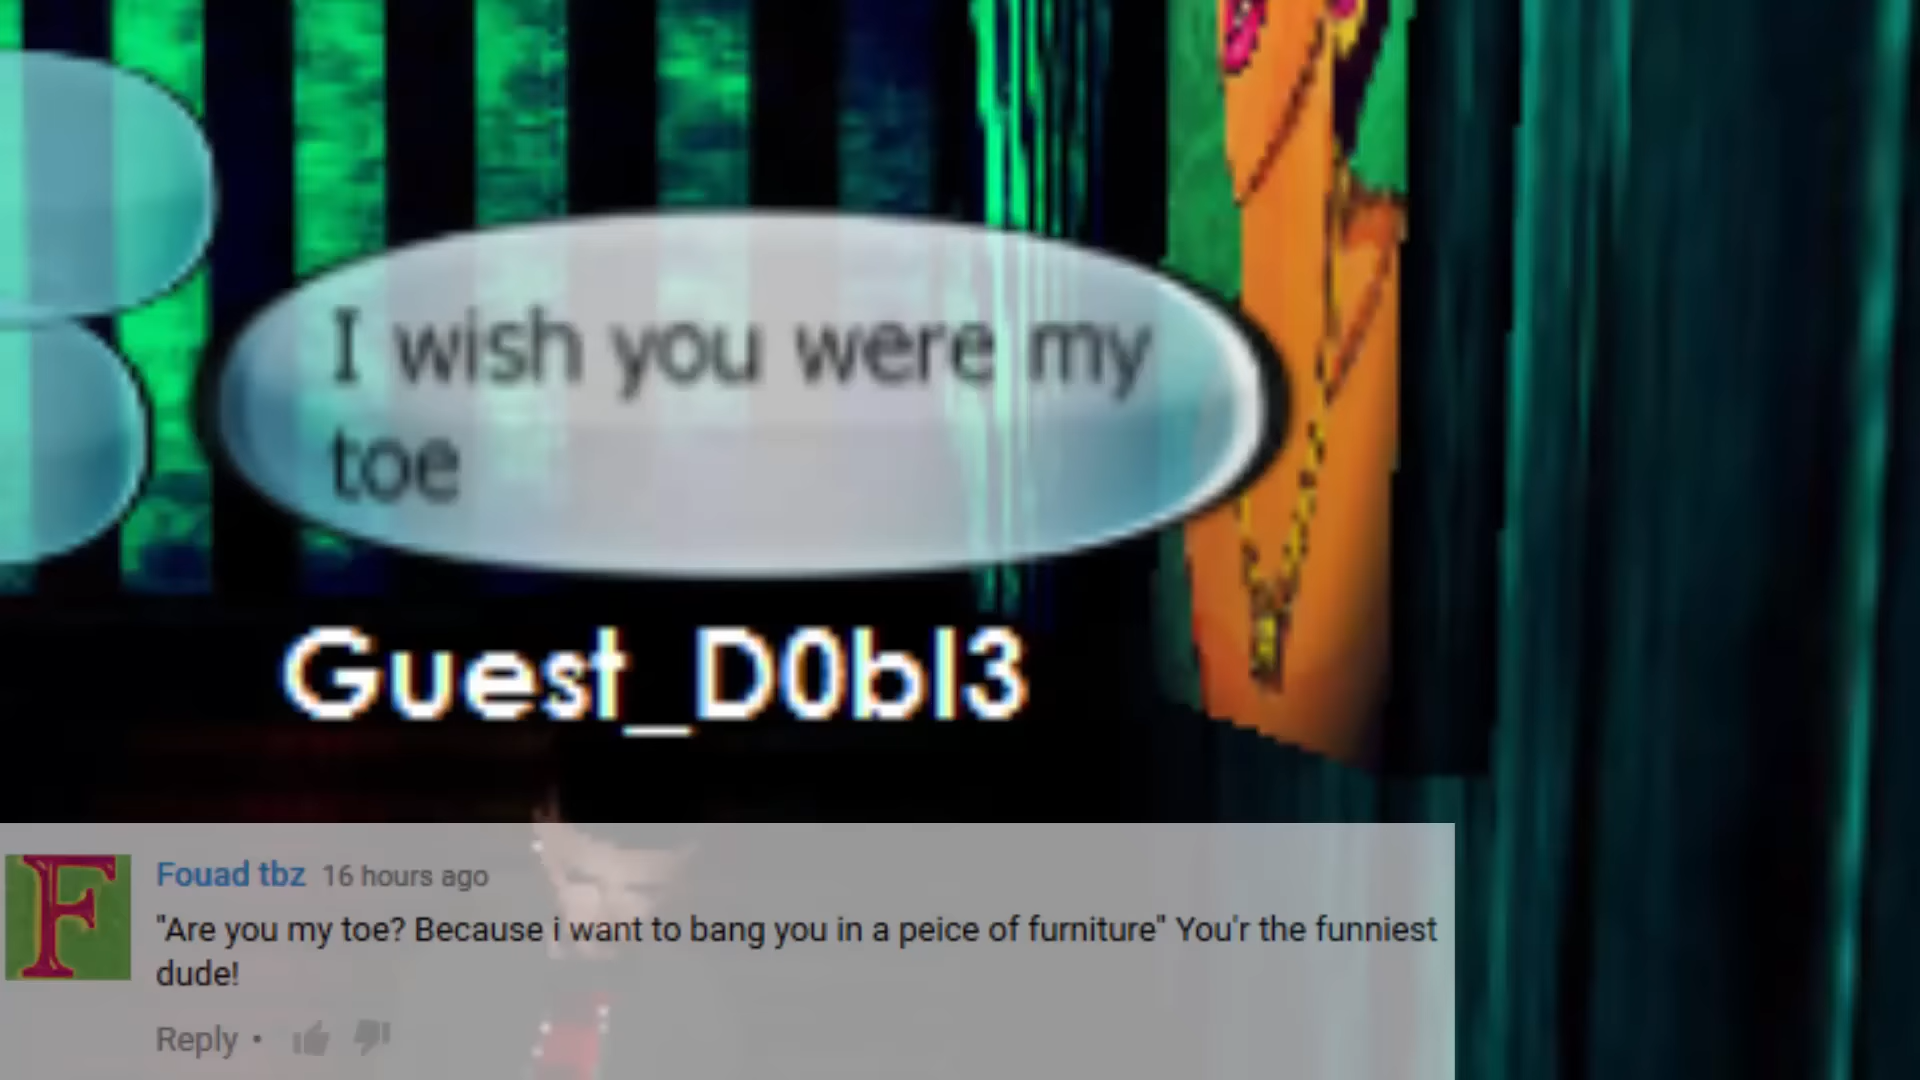 I wish you were my
toe
Guest_D0bl3
F
Fouad tbz 16 hours ago
"Are you my toe? Because i want to bang you in a peice of furniture" You'r the funniest
dude!
Reply •